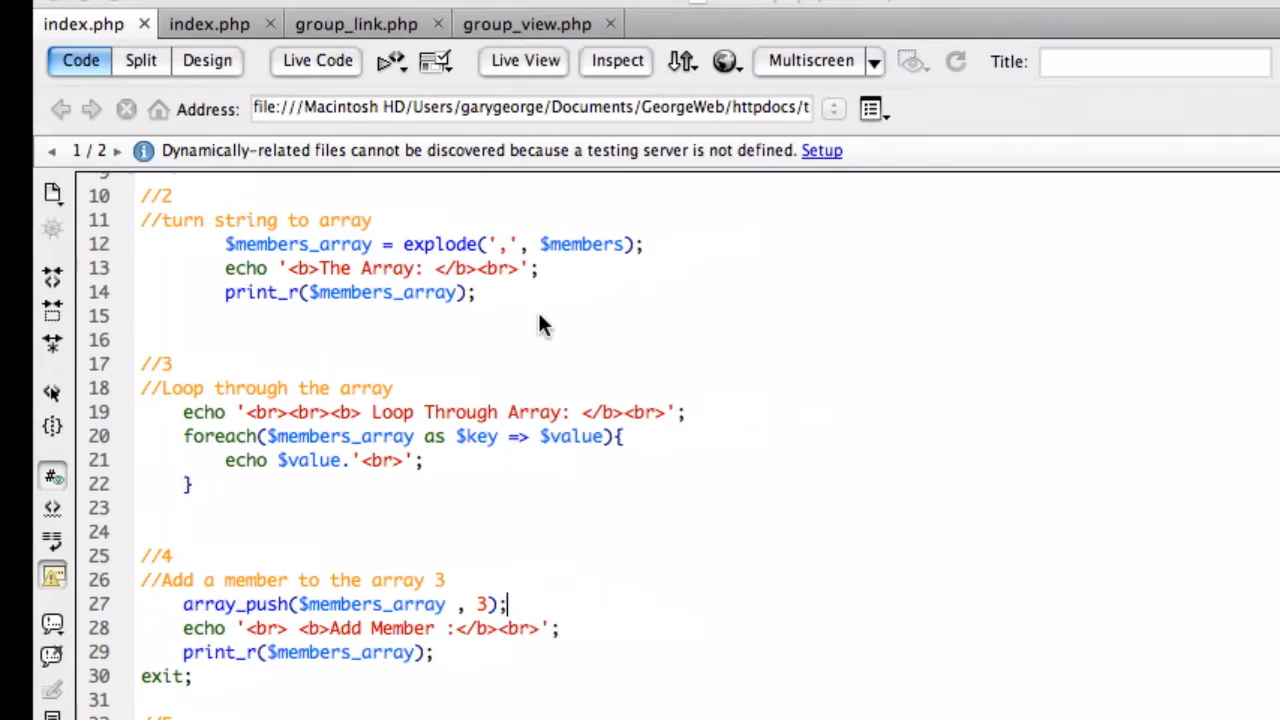 index.php × index.php × group_link.php × group_view.php ×
Code Split Design Live Code Live View Inspect Multiscreen Title:
Address: file:///Macintosh HD/Users/garygeorge/Documents/GeorgeWeb/httpdocs/t
1 / 2 Dynamically-related files cannot be discovered because a testing server is not defined. Setup
10 //2
11 //turn string to array
12 $members_array = explode(',', $members);
13 echo '<b>The Array: </b><br>';
14 print_r($members_array);
15
16
17 //3
18 //Loop through the array
19 echo '<br><br><b> Loop Through Array: </b><br>';
20 foreach($members_array as $key => $value){
21 echo $value.'<br>';
22 }
23
24
25 //4
26 //Add a member to the array 3
27 array_push($members_array , 3);
28 echo '<br> <b>Add Member :</b><br>';
29 print_r($members_array);
30 exit;
31